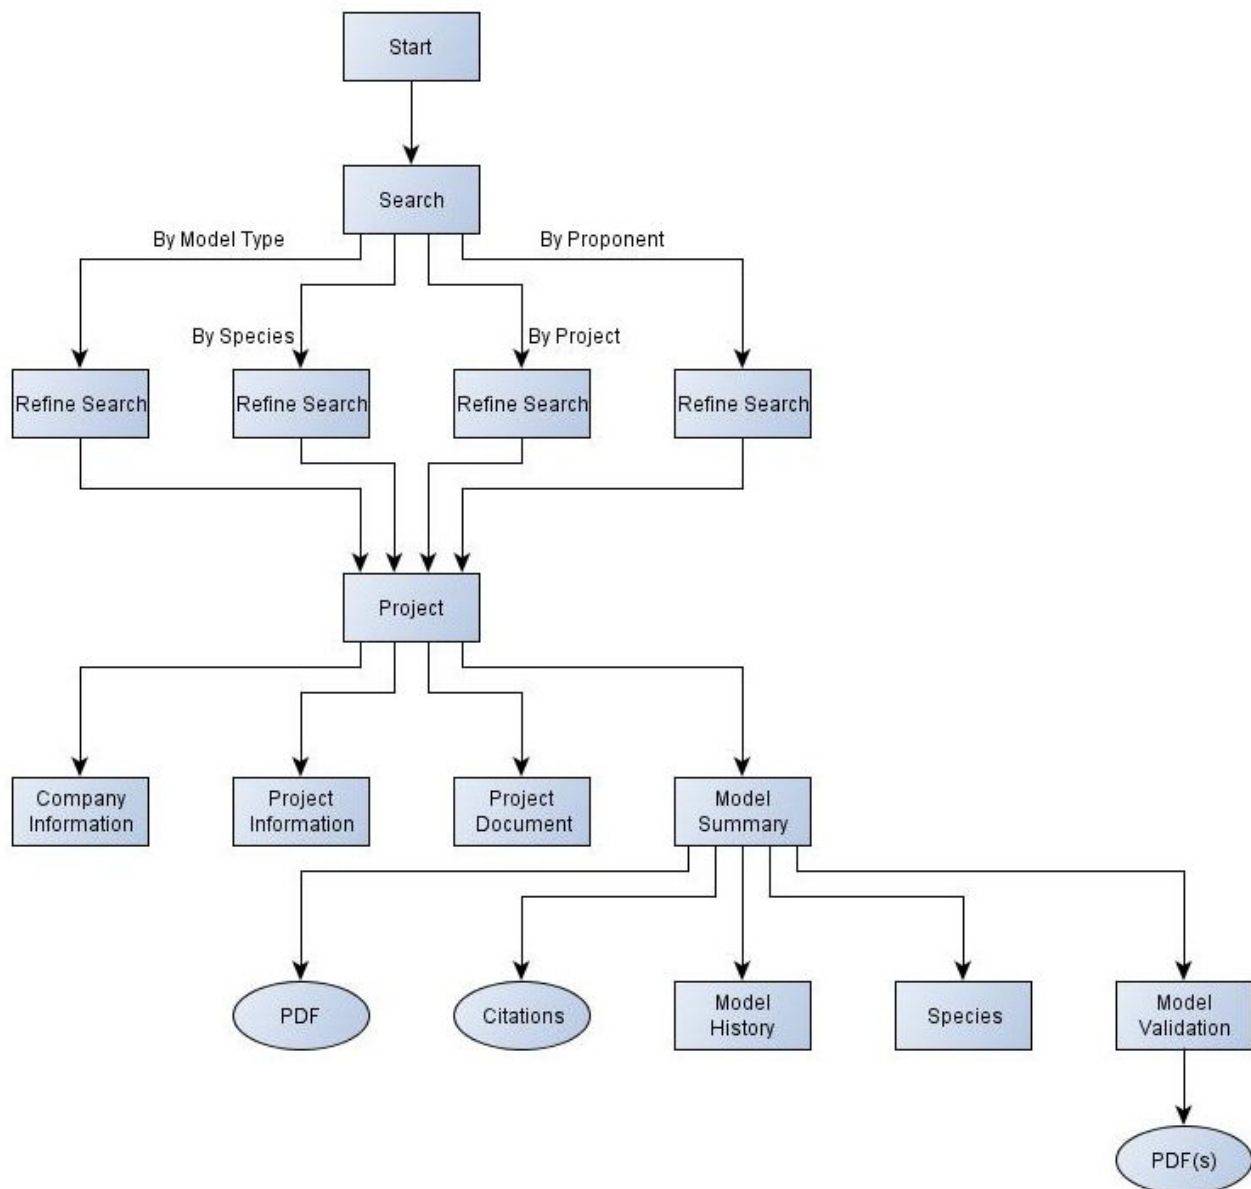 Start
Search
By Model Type
By Proponent
By Species
By Project
Refine Search
Refine Search
Refine Search
Refine Search
Project
Company
Information
Project
Information
Project
Document
Model
Summary
PDF
Citations
Model
History
Species
Model
Validation
PDF(s)